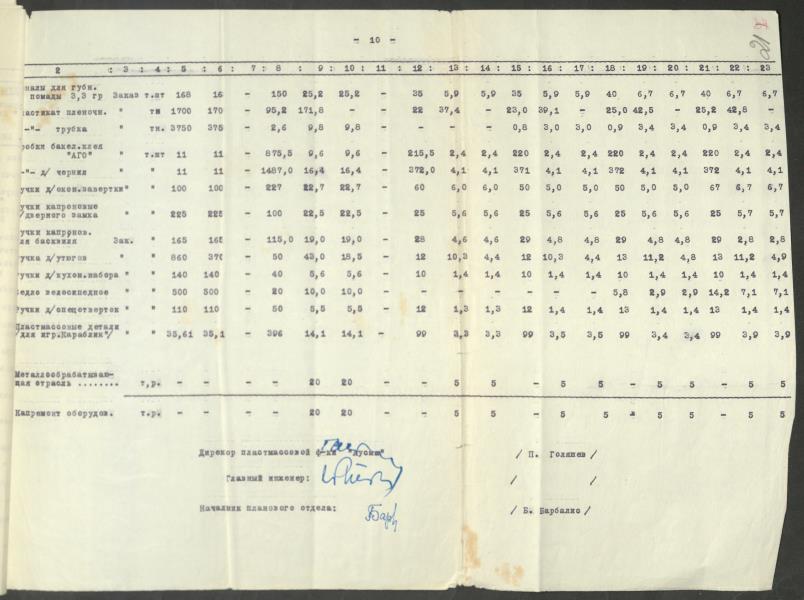 - 10 -
21
2 : 3 : 4 : 5 : 6 : 7 : 8 : 9 : 10 : 11 : 12 : 13 : 14 : 15 : 16 : 17 : 18 : 19 : 20 : 21 : 22 : 23
налы для губн.
помады 3,3 гр Заказ т.шт 168 16 - 150 25,2 25,2 - 35 5,9 5,9 35 5,9 5,9 40 6,7 6,7 40 6,7 6,7
астикат пленочн. " тн 1700 170 - 95,2 171,8 - - 22 37,4 - 23,0 39,1 - 25,0 42,5 - 25,2 42,8 -
-"- трубка " тн. 3750 375 - 2,6 9,8 9,8 - - - - 0,8 3,0 3,0 0,9 3,4 3,4 0,9 3,4 3,4
робки бакел.клея
"АГО" " т.шт 11 11 - 875,5 9,6 9,6 - 215,5 2,4 2,4 220 2,4 2,4 220 2,4 2,4 220 2,4 2,4
-"- д/ чернил " " 11 11 - 1487,0 16,4 16,4 - 372,0 4,1 4,1 371 4,1 4,1 372 4,1 4,1 372 4,1 4,1
учки д/окон.завертки " " 100 100 - 227 22,7 22,7 - 60 6,0 6,0 50 5,0 5,0 50 5,0 5,0 67 6,7 6,7
учки капроновые
/дверного замка " " 225 225 - 100 22,5 22,5 - 25 5,6 5,6 25 5,6 5,6 25 5,6 5,6 25 5,7 5,7
учки капронов.
ля басквиля Зак. " 165 165 - 115,0 19,0 19,0 - 28 4,6 4,6 29 4,8 4,8 29 4,8 4,8 29 2,8 2,8
учка д/утюгов " " 860 370 - 50 43,0 18,5 - 12 10,3 4,4 12 10,3 4,4 13 11,2 4,8 13 11,2 4,9
учки д/кухон.набора " " 140 140 - 40 5,6 5,6 - 10 1,4 1,4 10 1,4 1,4 10 1,4 1,4 10 1,4 1,4
едло велосипедное " " 500 500 - 20 10,0 10,0 - - - - - - - 5,8 2,9 2,9 14,2 7,1 7,1
учки д/спецотверток " " 110 110 - 50 5,5 5,5 - 12 1,3 1,3 12 1,4 1,4 13 1,4 1,4 13 1,4 1,4
Пластмассовые детали
/для игр.Кораблик"/ " " 35,61 35,1 - 396 14,1 14,1 - 99 3,3 3,3 99 3,5 3,5 99 3,4 3,4 99 3,9 3,9
Металлообрабатываю-
щая отрасль ........ т.р. - - - - 20 20 - - 5 5 - 5 5 - 5 5 - 5 5
Капремонт оборудов. т.р. - - - - 20 20 - - 5 5 - 5 5 - 5 5 - 5 5
Дирекор пластмассовой ф-ки / П. Голяшев /
Главный инженер: / /
Началник планового отдела: Барб / Б. Барбалис /